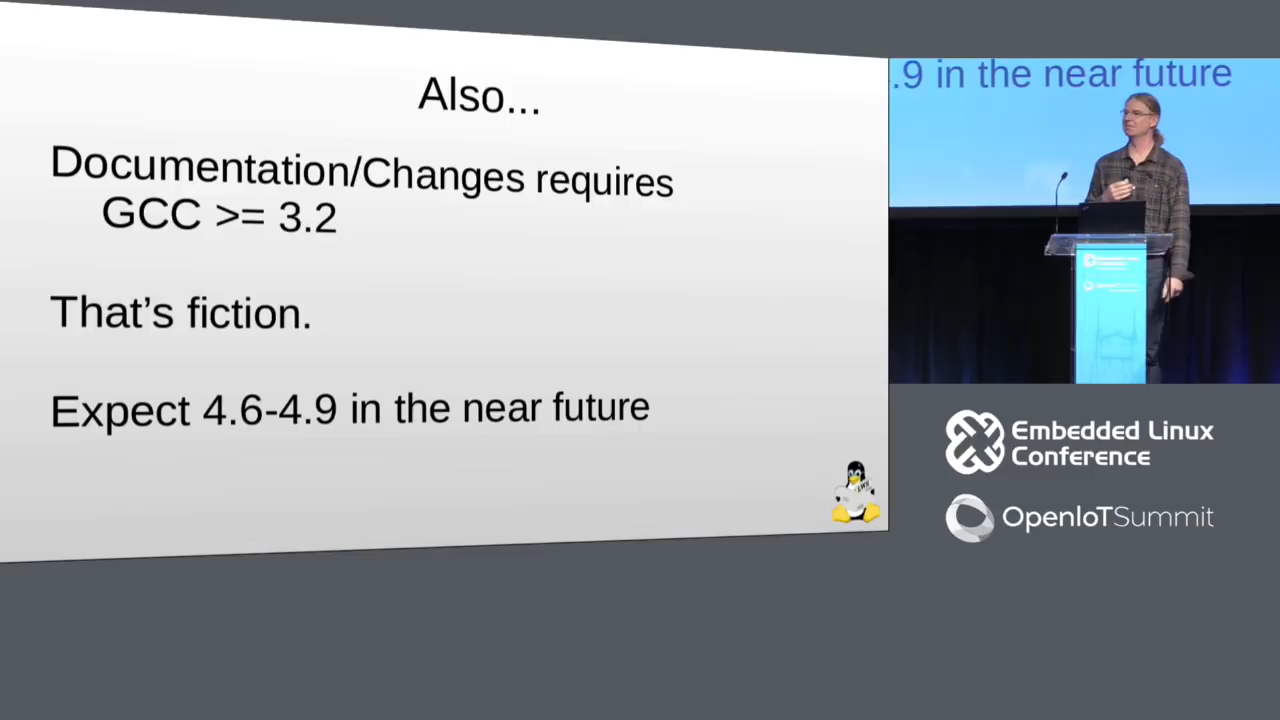 Also...
Documentation/Changes requires
GCC >= 3.2
That's fiction.
Expect 4.6-4.9 in the near future
.9 in the near future
Embedded Linux
Conference
OpenIoTSummit